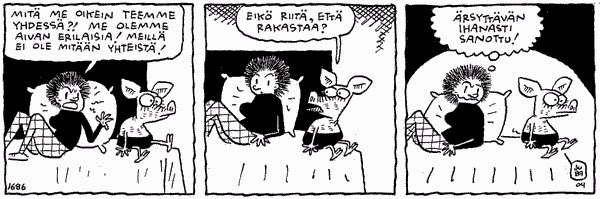 MITÄ ME OIKEIN TEEMME
YHDESSÄ?! ME OLEMME
AIVAN ERILAISIA! MEILLÄ
EI OLE MITÄÄN YHTEISTÄ!
1686
EIKÖ RIITÄ, ETTÄ
RAKASTAA?
ÄRSYTTÄVÄN
IHANASTI
SANOTTU!
JUBA
04